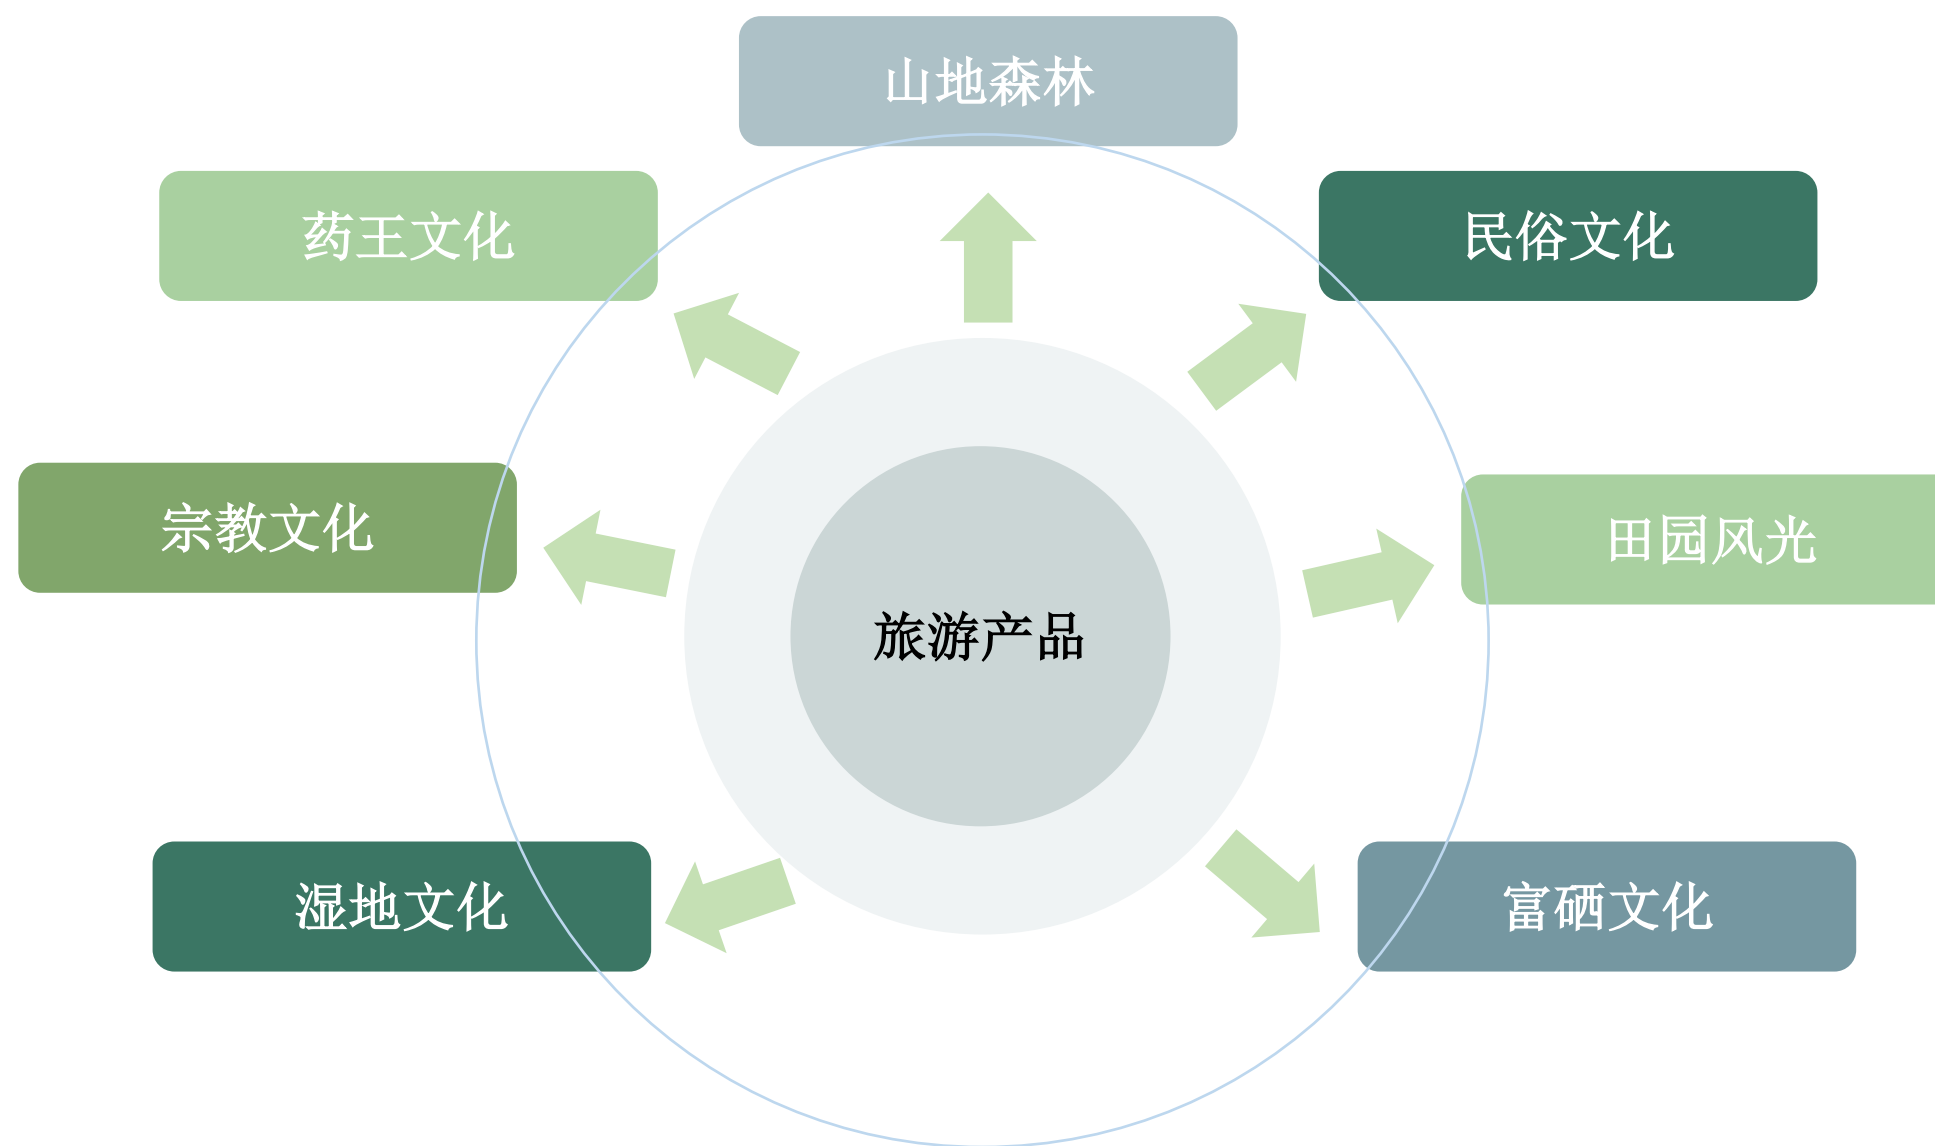 山地森林
药王文化
民俗文化
宗教文化
田园风光
旅游产品
湿地文化
富硒文化